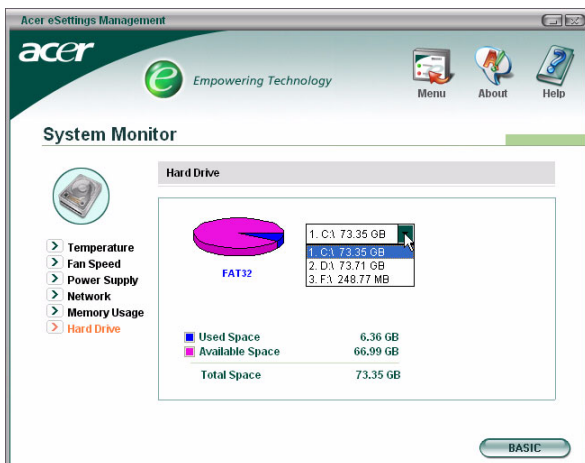 Acer eSettings Management
acer
e Empowering Technology
Menu
About
Help
System Monitor
Hard Drive
Temperature
Fan Speed
Power Supply
Network
Memory Usage
Hard Drive
FAT32
1. C:\ 73.35 GB
1. C:\ 73.35 GB
2. D:\ 73.71 GB
3. F:\ 248.77 MB
Used Space 6.36 GB
Available Space 66.99 GB
Total Space 73.35 GB
BASIC